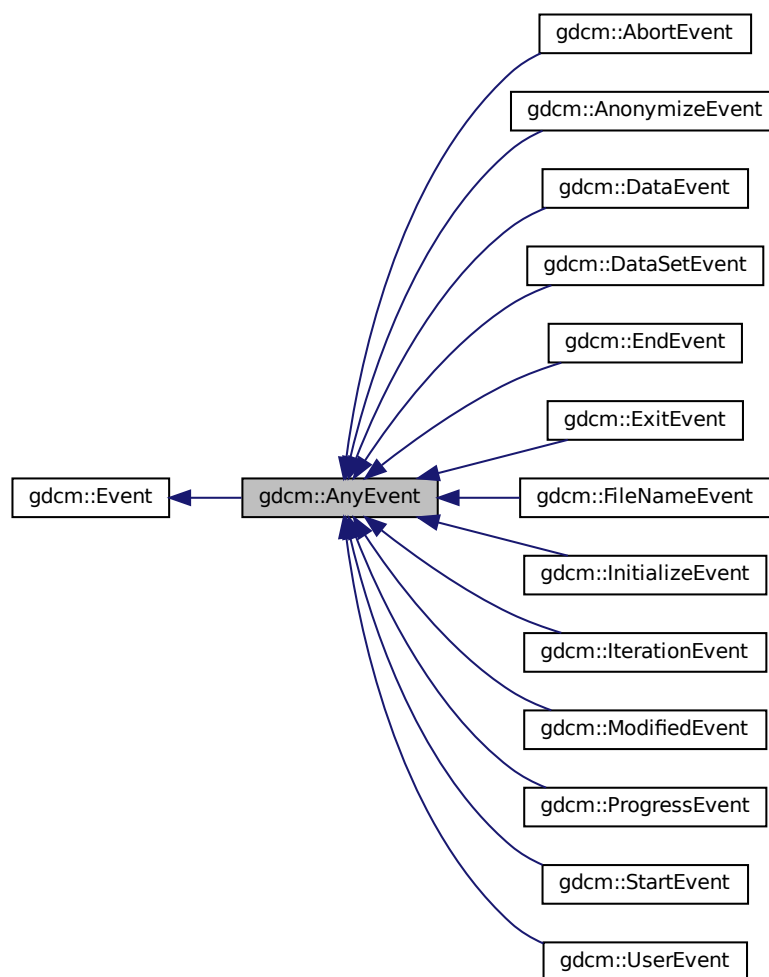 gdcm::AbortEvent
gdcm::AnonymizeEvent
gdcm::DataEvent
gdcm::DataSetEvent
gdcm::EndEvent
gdcm::ExitEvent
gdcm::Event
gdcm::AnyEvent
gdcm::FileNameEvent
gdcm::InitializeEvent
gdcm::IterationEvent
gdcm::ModifiedEvent
gdcm::ProgressEvent
gdcm::StartEvent
gdcm::UserEvent